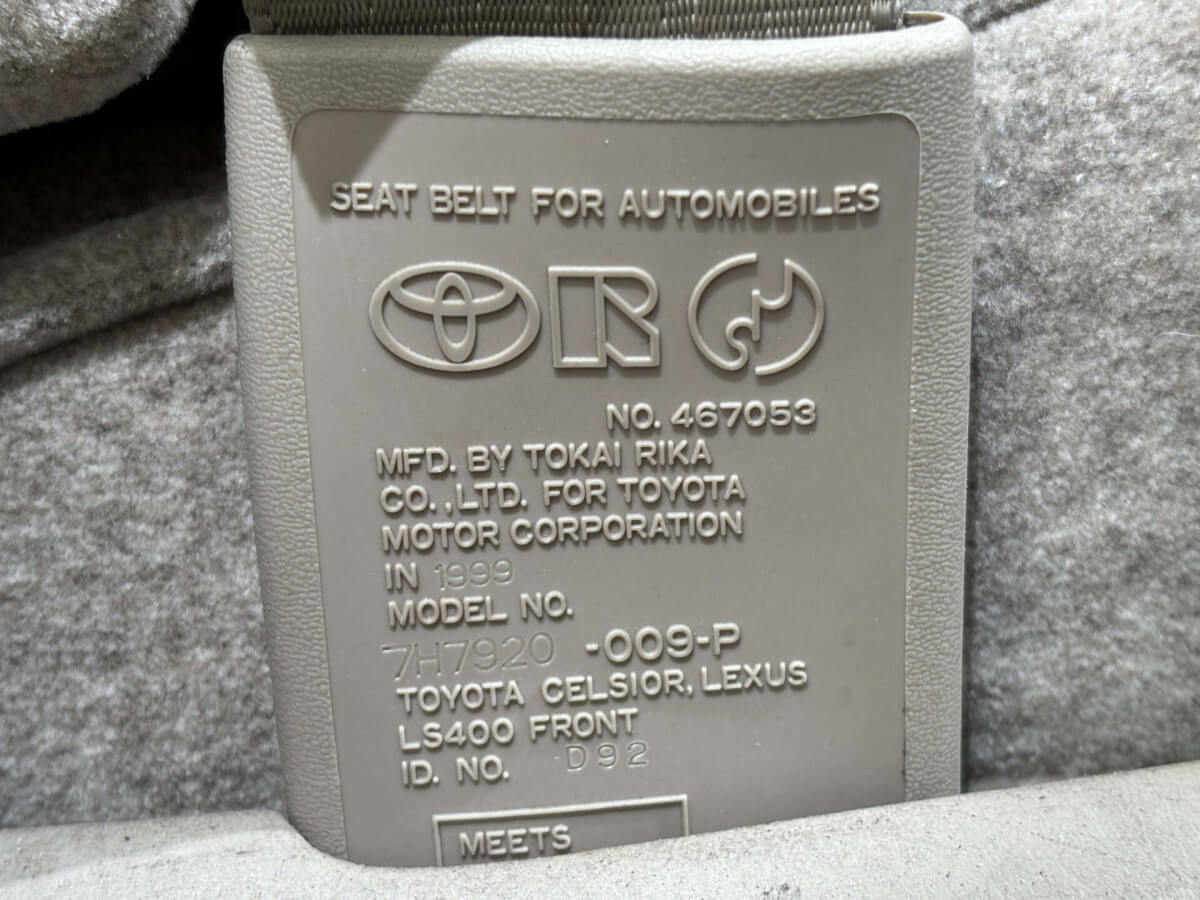 SEAT BELT FOR AUTOMOBILES
NO. 467053
MFD. BY TOKAI RIKA
CO.,LTD. FOR TOYOTA
MOTOR CORPORATION
IN 1999
MODEL NO.
7H7920 -009-P
TOYOTA CELSIOR, LEXUS
LS400 FRONT
ID. NO. D92
MEETS